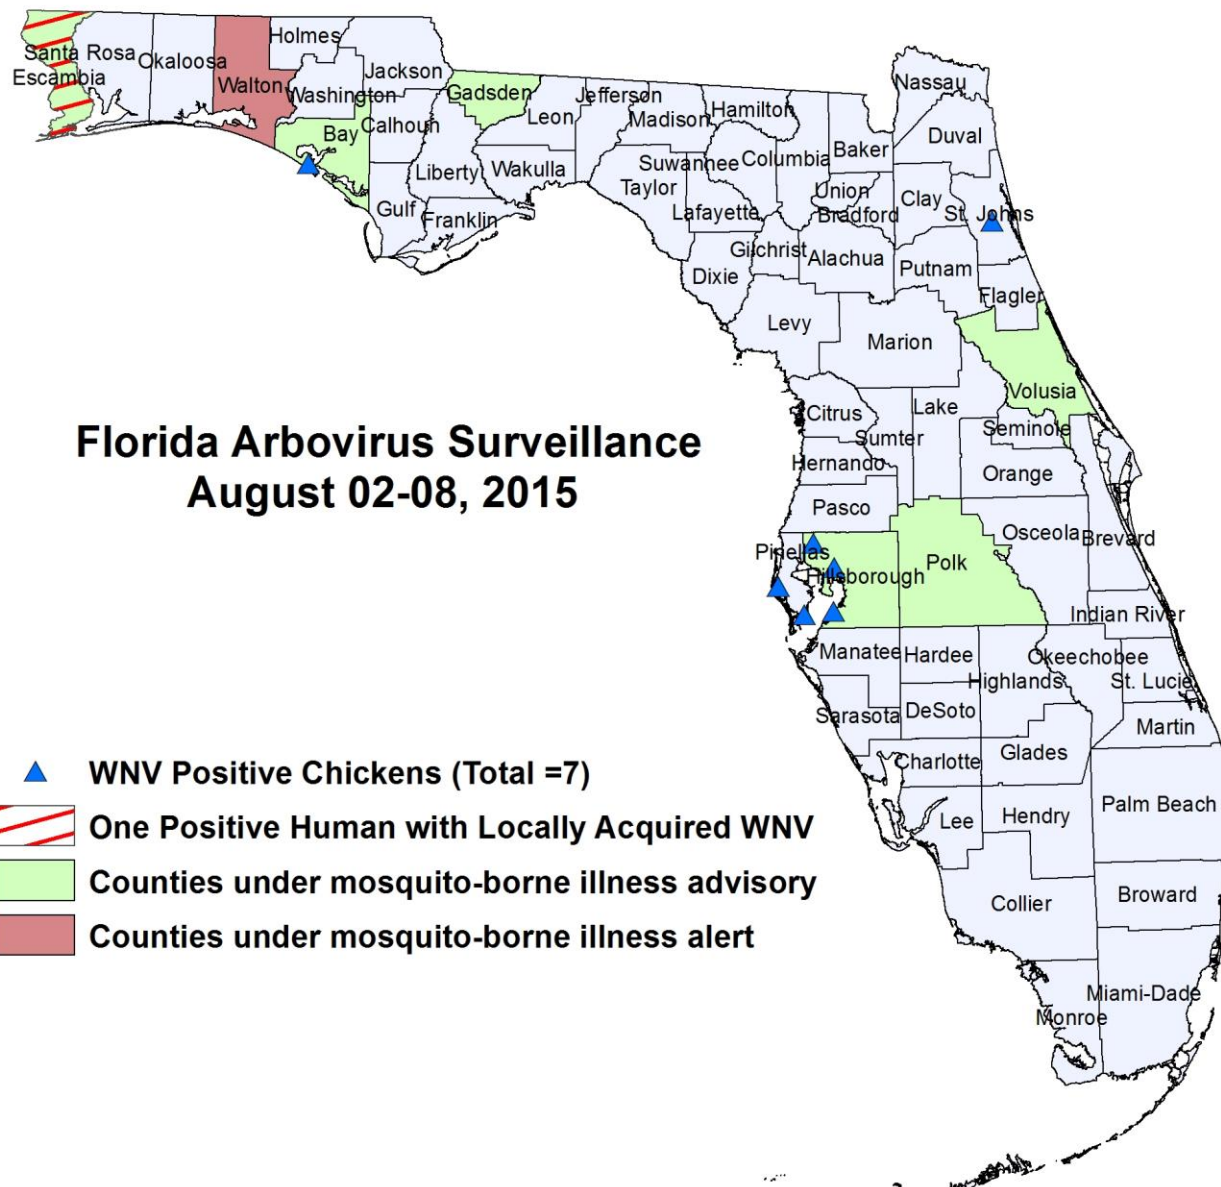 Holmes
Santa Rosa
Okaloosa
Escambia
Walton
Jackson
Washington
Gadsden
Jefferson
Nassau
Bay
Calhoun
Leon
Madison
Hamilton
Duval
Liberty
Wakulla
Suwannee
Columbia
Baker
Taylor
Union
Clay
Gulf
Franklin
Lafayette
Bradford
St. Johns
Gilchrist
Alachua
Dixie
Putnam
Flagler
Levy
Marion
Volusia
Citrus
Lake
Sumter
Seminole
Florida Arbovirus Surveillance
August 02-08, 2015
Hernando
Orange
Pasco
Osceola
Brevard
Pinellas
Polk
Hillsborough
Indian River
Manatee
Hardee
Okeechobee
Highlands
St. Lucie
Sarasota
DeSoto
Martin
Charlotte
Glades
WNV Positive Chickens (Total =7)
Palm Beach
Lee
Hendry
One Positive Human with Locally Acquired WNV
Counties under mosquito-borne illness advisory
Collier
Broward
Counties under mosquito-borne illness alert
Miami-Dade
Monroe